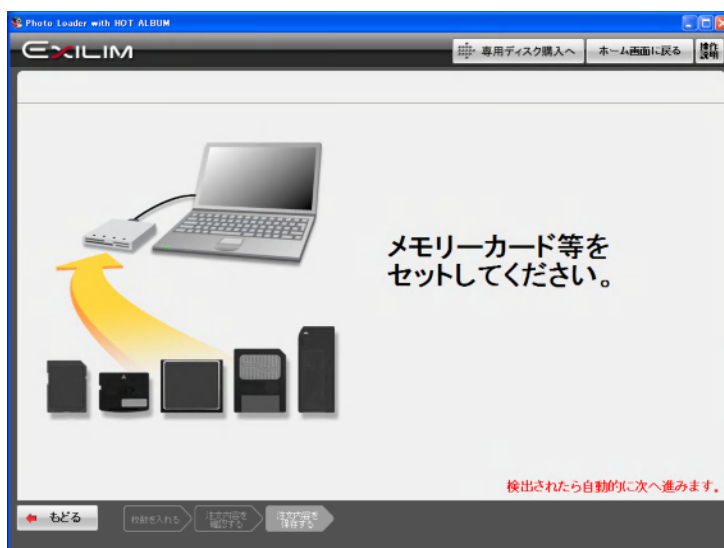 Photo Loader with HOT ALBUM
EXILIM
専用ディスク購入へ
ホーム画面に戻る
操作
説明
メモリーカード等を
セットしてください。
検出されたら自動的に次へ進みます。
もどる
枚数を入れる
注文内容を
確認する
注文内容を
保存する